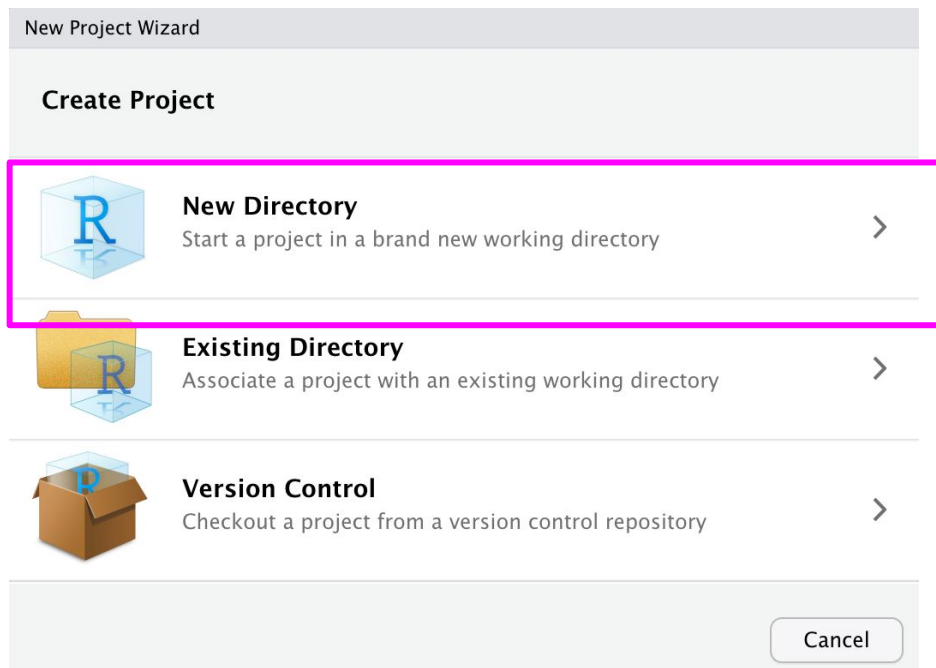 New Project Wizard
Create Project
R
New Directory
Start a project in a brand new working directory
R
Existing Directory
Associate a project with an existing working directory
R
Version Control
Checkout a project from a version control repository
Cancel